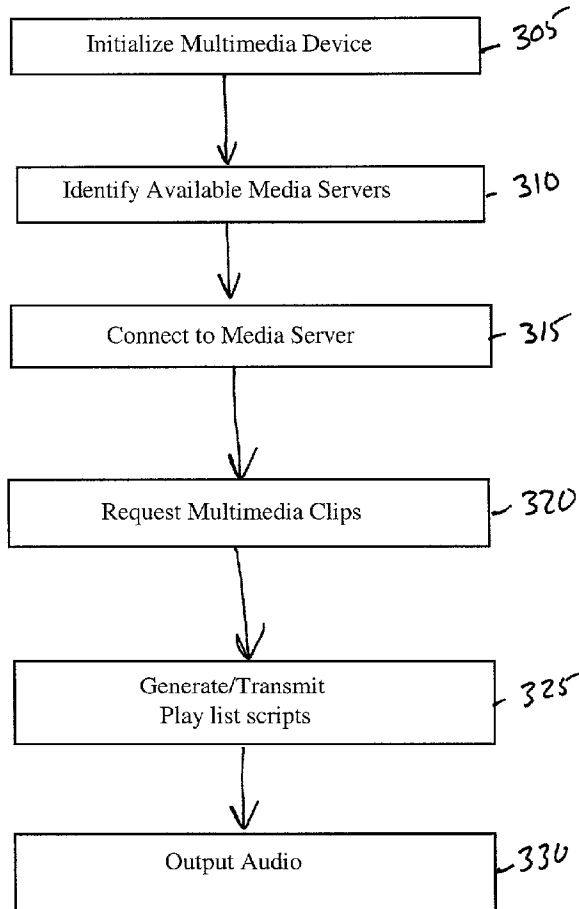 Initialize Multimedia Device
305
Identify Available Media Servers
310
Connect to Media Server
315
Request Multimedia Clips
320
Generate/Transmit
Play list scripts
325
Output Audio
330